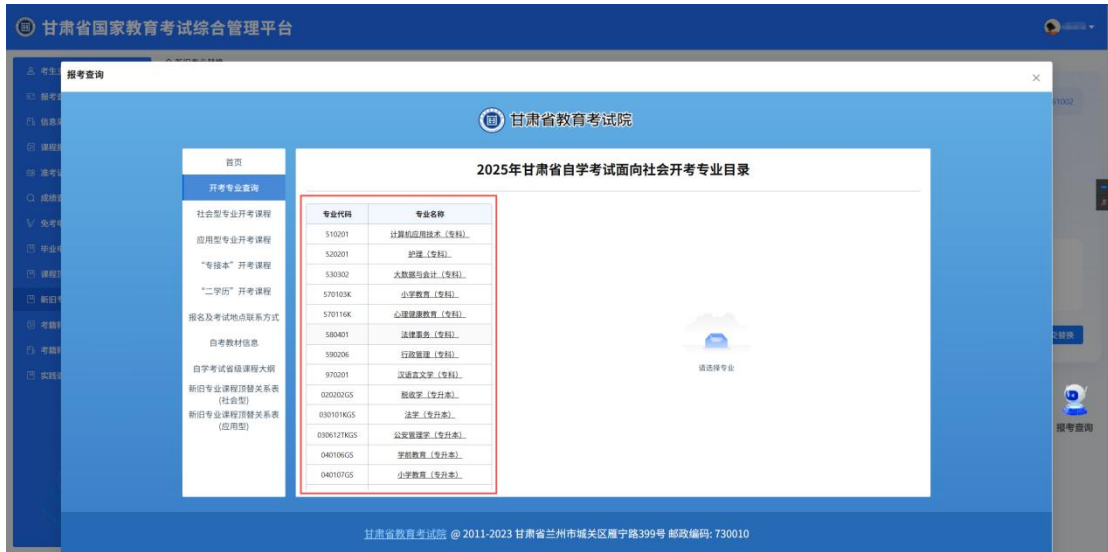 甘肃省国家教育考试综合管理平台
报考查询
×
甘肃省教育考试院
首页
开考专业查询
社会型专业开考课程
应用型专业开考课程
“专接本”开考课程
“二学历”开考课程
报名及考试地点联系方式
自考教材信息
自学考试省级课程大纲
新旧专业课程顶替关系表
(社会型)
新旧专业课程顶替关系表
(应用型)
2025年甘肃省自学考试面向社会开考专业目录
专业代码 专业名称
510201 计算机应用技术（专科）
520201 护理（专科）
530302 大数据与会计（专科）
570103K 小学教育（专科）
570116K 心理健康教育（专科）
580401 法律事务（专科）
590206 行政管理（专科）
970201 汉语言文学（专科）
020202GS 税收学（专升本）
030101KGS 法学（专升本）
030612TKGS 公安管理学（专升本）
040106GS 学前教育（专升本）
040107GS 小学教育（专升本）
请选择专业
报考查询
甘肃省教育考试院 @ 2011-2023 甘肃省兰州市城关区雁宁路399号 邮政编码: 730010